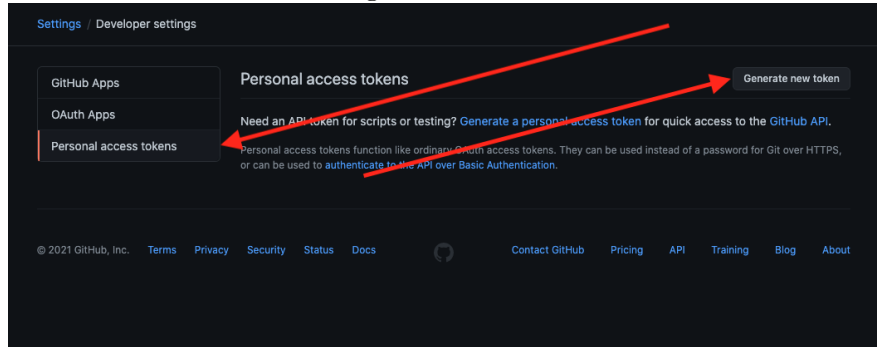 Settings / Developer settings
GitHub Apps
OAuth Apps
Personal access tokens
Personal access tokens
Generate new token
Need an API token for scripts or testing? Generate a personal access token for quick access to the GitHub API.
Personal access tokens function like ordinary OAuth access tokens. They can be used instead of a password for Git over HTTPS,
or can be used to authenticate to the API over Basic Authentication.
© 2021 GitHub, Inc. Terms Privacy Security Status Docs Contact GitHub Pricing API Training Blog About